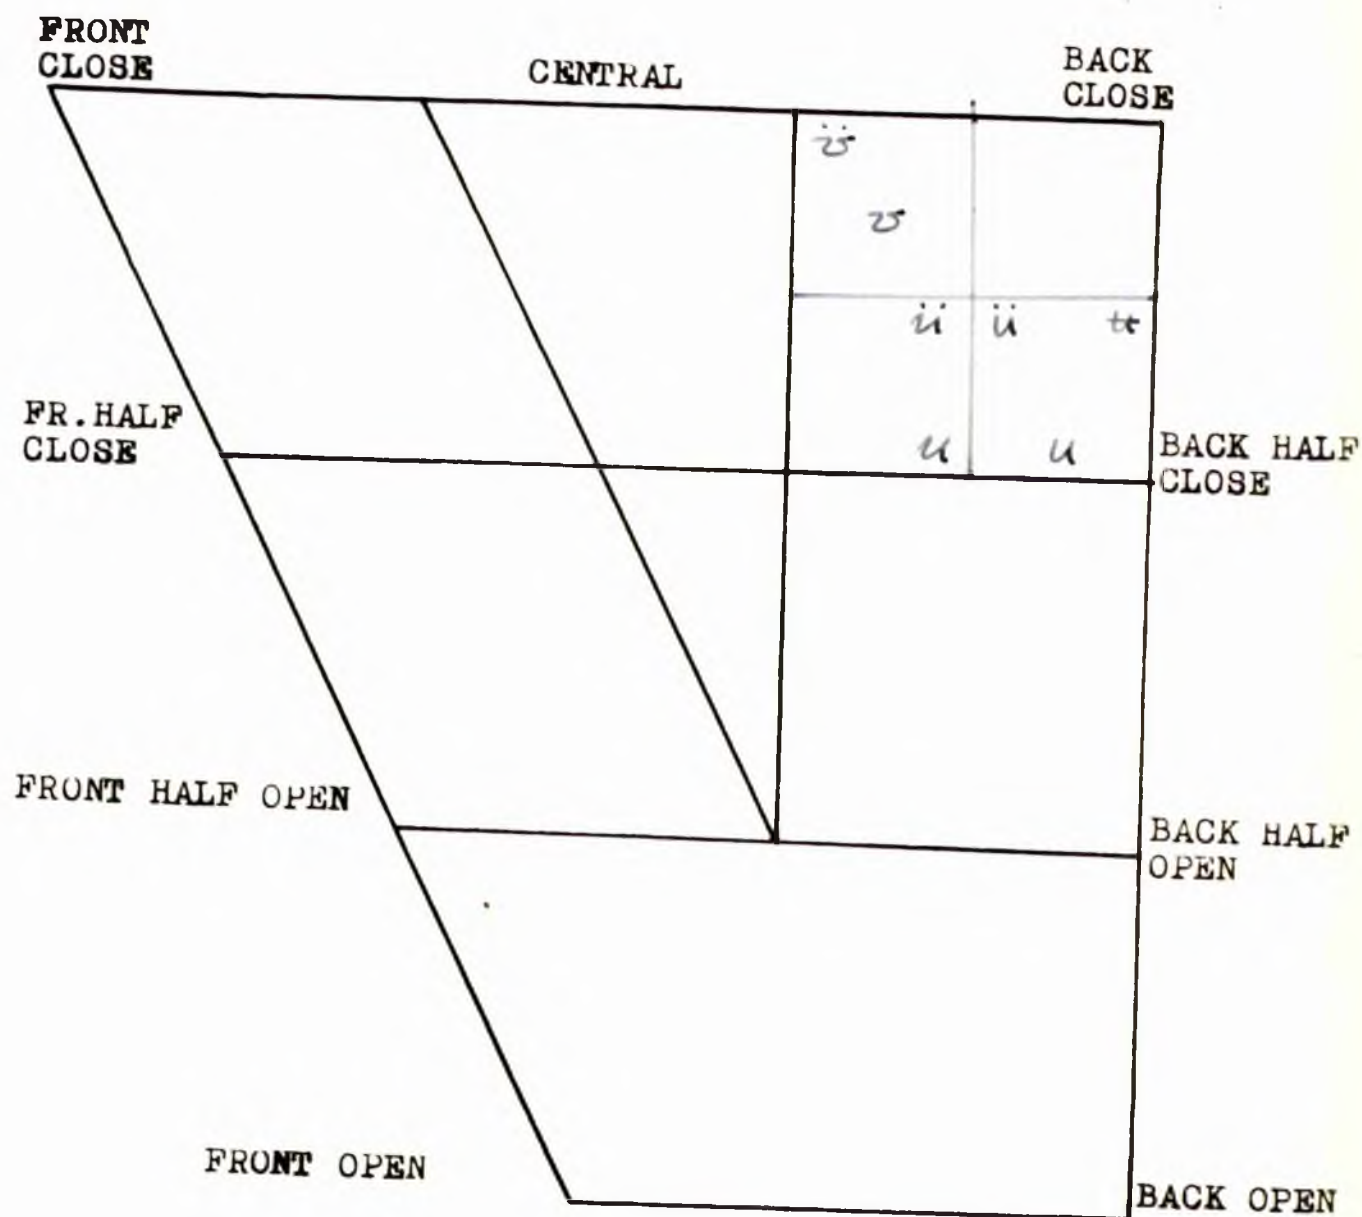 FRONT
CLOSE
CENTRAL
BACK
CLOSE
ʊ̈
ʊ
ü ü ʉ
FR.HALF
CLOSE
u u
BACK HALF
CLOSE
FRONT HALF OPEN
BACK HALF
OPEN
FRONT OPEN
BACK OPEN